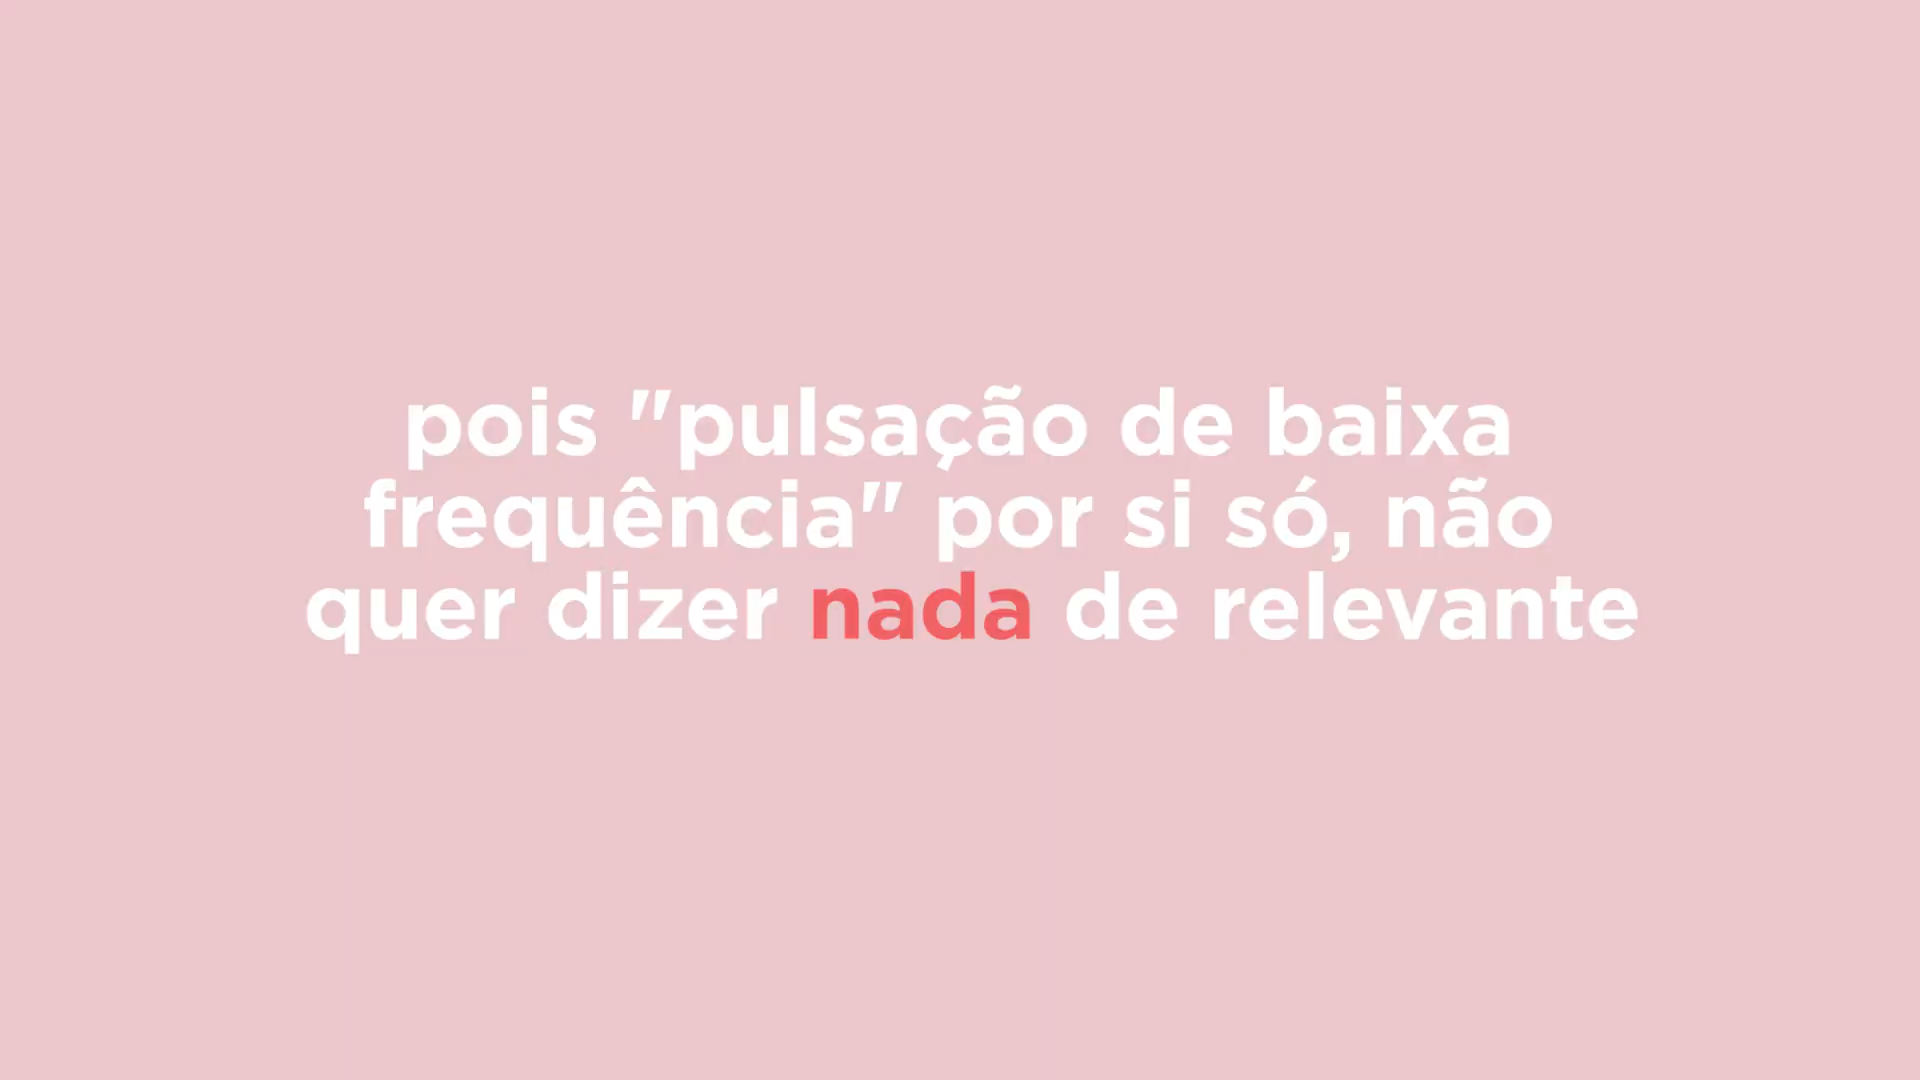 pois "pulsação de baixa
frequência" por si só, não
quer dizer nada de relevante